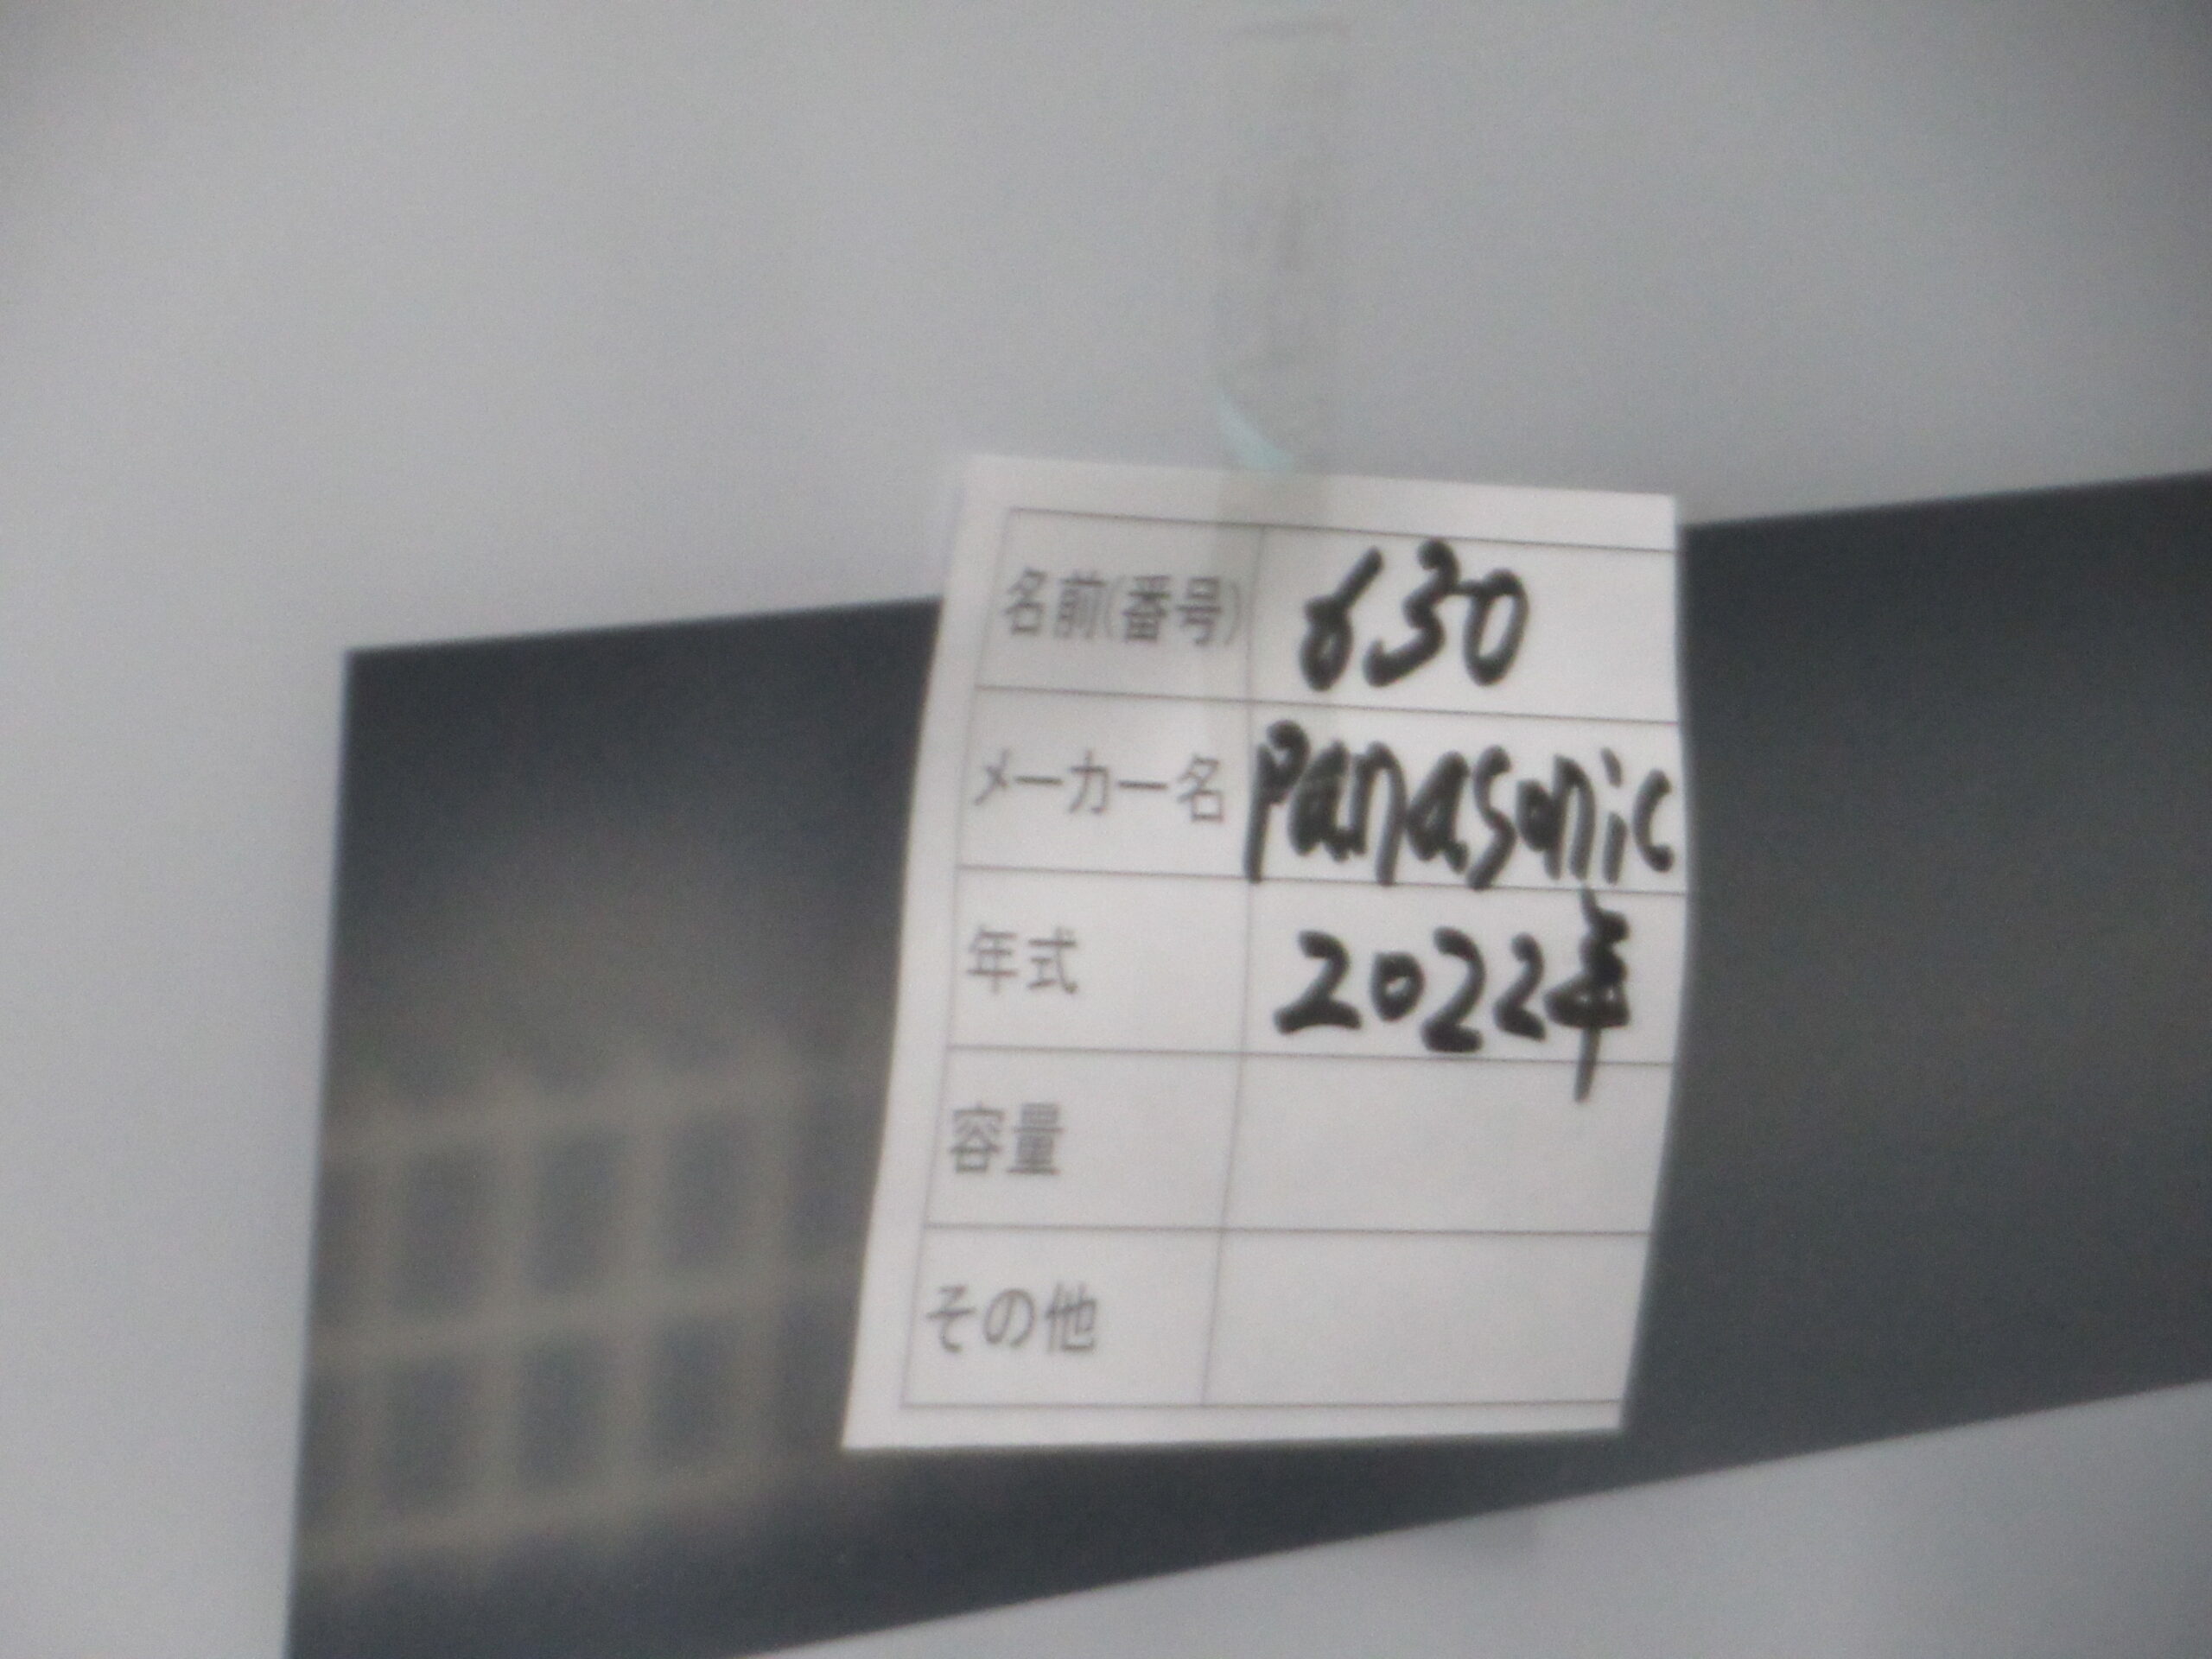 名前(番号) 630
メーカー名 Panasonic
年式 2022年
容量
その他